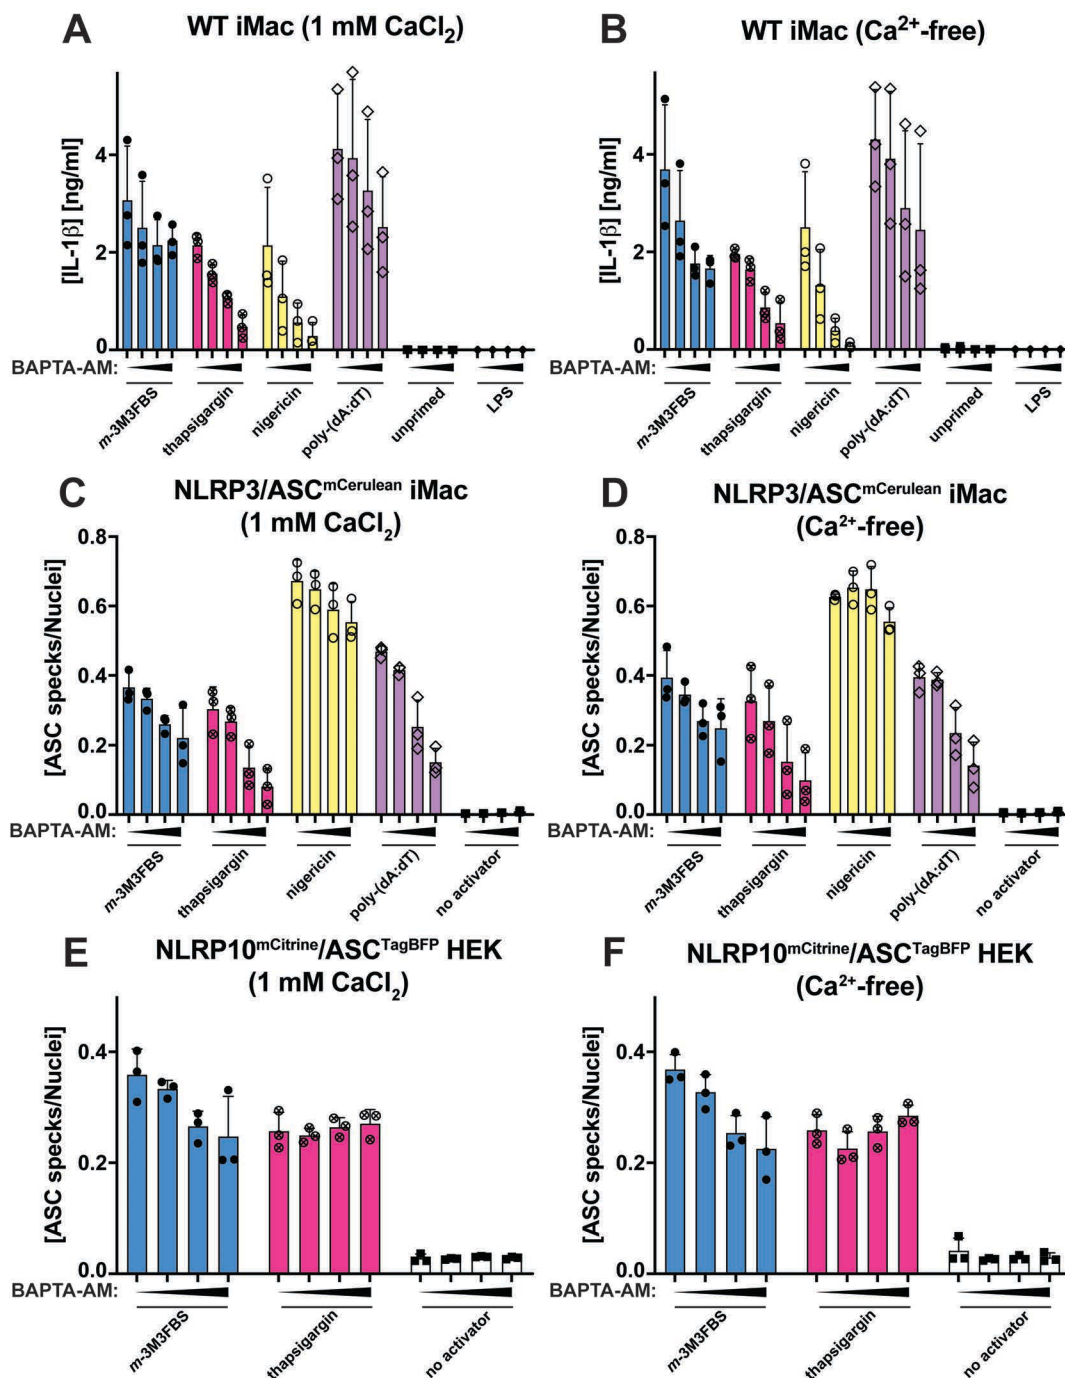 A
WT iMac (1 mM CaCl₂)
[IL-1β] [ng/ml]
4
2
0
BAPTA-AM:
m-3M3FBS
thapsigargin
nigericin
poly-(dA:dT)
unprimed
LPS
B
WT iMac (Ca²⁺-free)
[IL-1β] [ng/ml]
4
2
0
BAPTA-AM:
m-3M3FBS
thapsigargin
nigericin
poly-(dA:dT)
unprimed
LPS
C
NLRP3/ASCᵐCerulean iMac
(1 mM CaCl₂)
[ASC specks/Nuclei]
0.8
0.6
0.4
0.2
0.0
BAPTA-AM:
m-3M3FBS
thapsigargin
nigericin
poly-(dA:dT)
no activator
D
NLRP3/ASCᵐCerulean iMac
(Ca²⁺-free)
[ASC specks/Nuclei]
0.8
0.6
0.4
0.2
0.0
BAPTA-AM:
m-3M3FBS
thapsigargin
nigericin
poly-(dA:dT)
no activator
E
NLRP10ᵐCitrine/ASCTagBFP HEK
(1 mM CaCl₂)
[ASC specks/Nuclei]
0.4
0.2
0.0
BAPTA-AM:
m-3M3FBS
thapsigargin
no activator
F
NLRP10ᵐCitrine/ASCTagBFP HEK
(Ca²⁺-free)
[ASC specks/Nuclei]
0.4
0.2
0.0
BAPTA-AM:
m-3M3FBS
thapsigargin
no activator